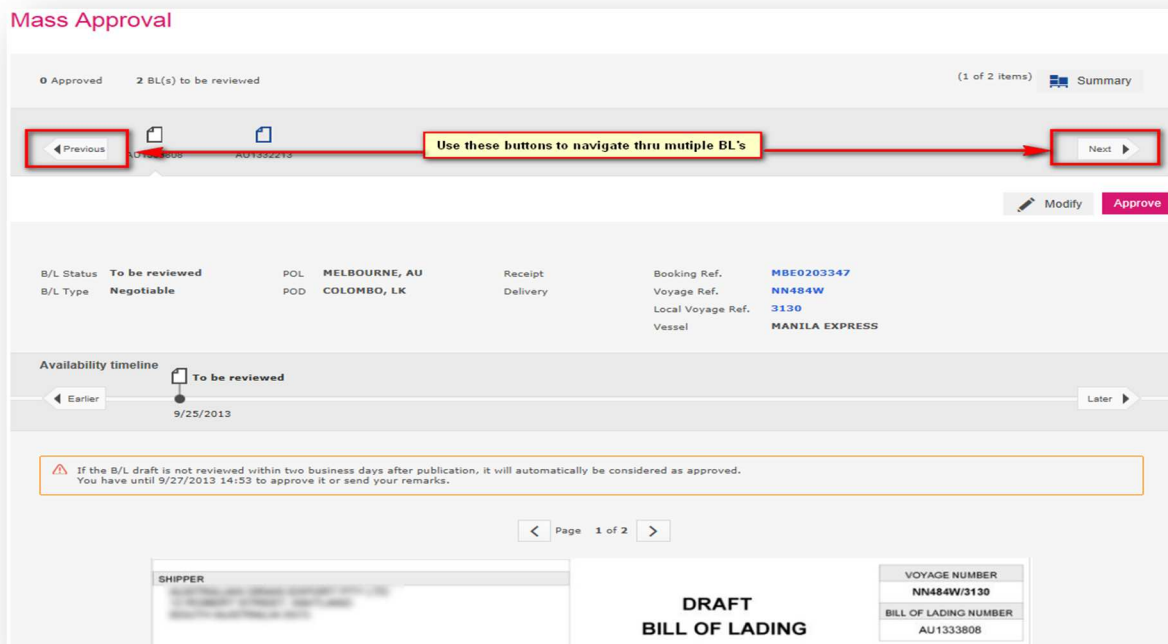 Mass Approval
0 Approved 2 BL(s) to be reviewed (1 of 2 items) Summary
Previous AU1333808 AU1332213 Use these buttons to navigate thru mutiple BL's Next
Modify Approve
B/L Status To be reviewed POL MELBOURNE, AU Receipt Booking Ref. MBE0203347
B/L Type Negotiable POD COLOMBO, LK Delivery Voyage Ref. NN484W
Local Voyage Ref. 3130
Vessel MANILA EXPRESS
Availability timeline
To be reviewed
Earlier Later
9/25/2013
If the B/L draft is not reviewed within two business days after publication, it will automatically be considered as approved.
You have until 9/27/2013 14:53 to approve it or send your remarks.
Page 1 of 2
SHIPPER VOYAGE NUMBER
NN484W/3130
DRAFT
BILL OF LADING NUMBER
BILL OF LADING AU1333808